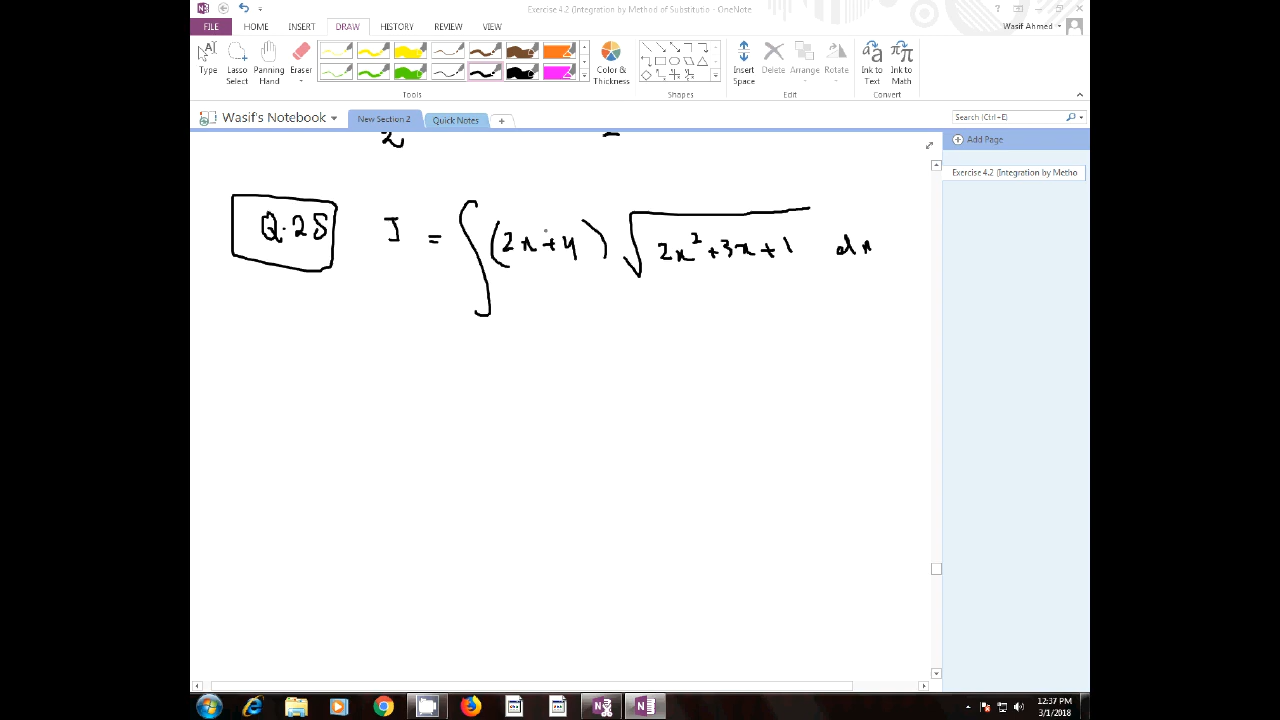 Exercise 4.2 (Integration by Method of Substitutio - OneNote
FILE HOME INSERT DRAW HISTORY REVIEW VIEW
Wasif Ahmed
Type
Lasso Select
Panning Hand
Eraser
Color & Thickness
Insert Space
Delete
Arrange
Rotate
Ink to Text
Ink to Math
Tools Shapes Edit Convert
Wasif's Notebook New Section 2 Quick Notes
Search (Ctrl+E)
Add Page
Exercise 4.2 (Integration by Metho
2
Q.28 I = ∫(2x+4) √(2x²+3x+1) dx
12:37 PM
3/1/2018